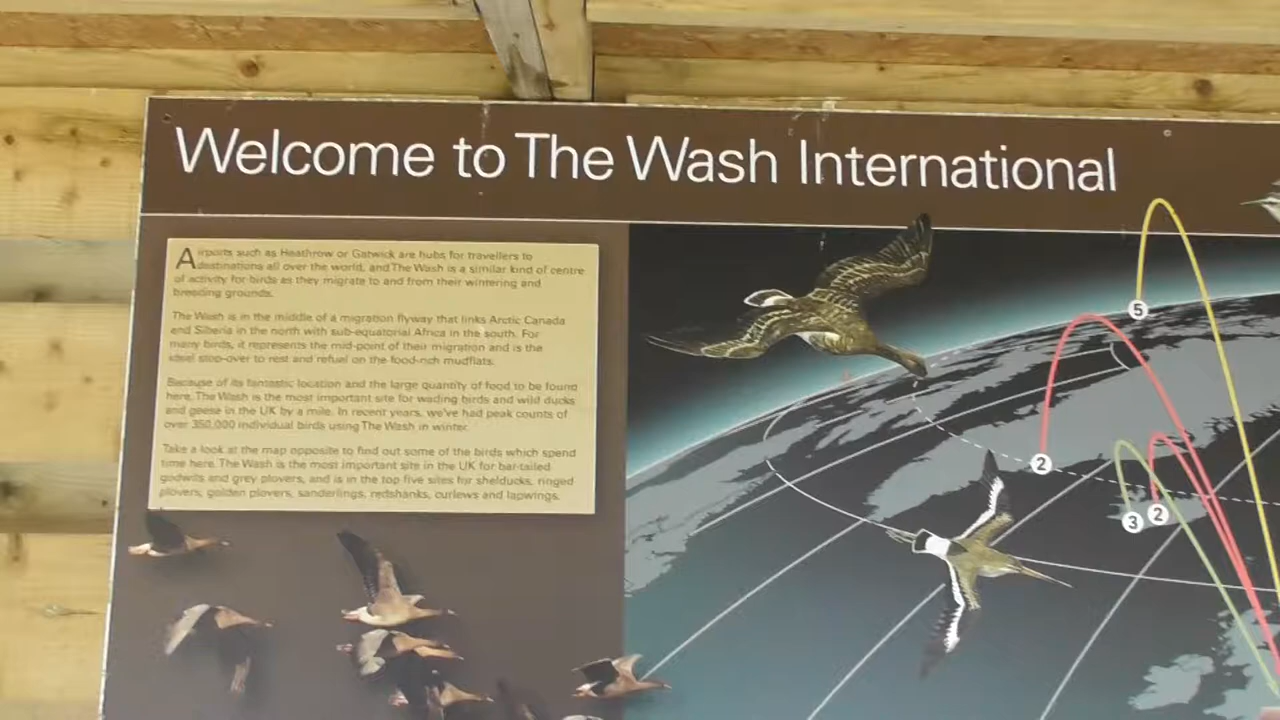 Welcome to The Wash International
Airports such as Heathrow or Gatwick are hubs for travellers to
destinations all over the world, and The Wash is a similar kind of centre
of activity for birds as they migrate to and from their wintering and
breeding grounds.
The Wash is in the middle of a migration flyway that links Arctic Canada
and Siberia in the north with sub-equatorial Africa in the south. For
many birds, it represents the mid-point of their migration and is the
ideal stop-over to rest and refuel on the food-rich mudflats.
Because of its fantastic location and the large quantity of food to be found
here, The Wash is the most important site for wading birds and wild ducks
and geese in the UK by a mile. In recent years, we've had peak counts of
over 350,000 individual birds using The Wash in winter.
Take a look at the map opposite to find out some of the birds which spend
time here. The Wash is the most important site in the UK for bar-tailed
godwits and grey plovers, and is in the top five sites for shelducks, ringed
plovers, golden plovers, sanderlings, redshanks, curlews and lapwings.
5
2
3
2